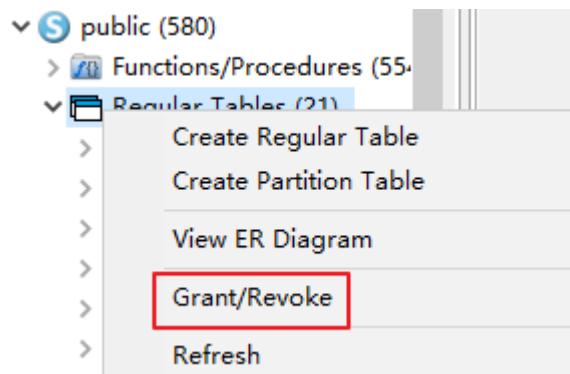 S public (580)
Functions/Procedures (554
Regular Tables (21)
Create Regular Table
Create Partition Table
View ER Diagram
Grant/Revoke
Refresh